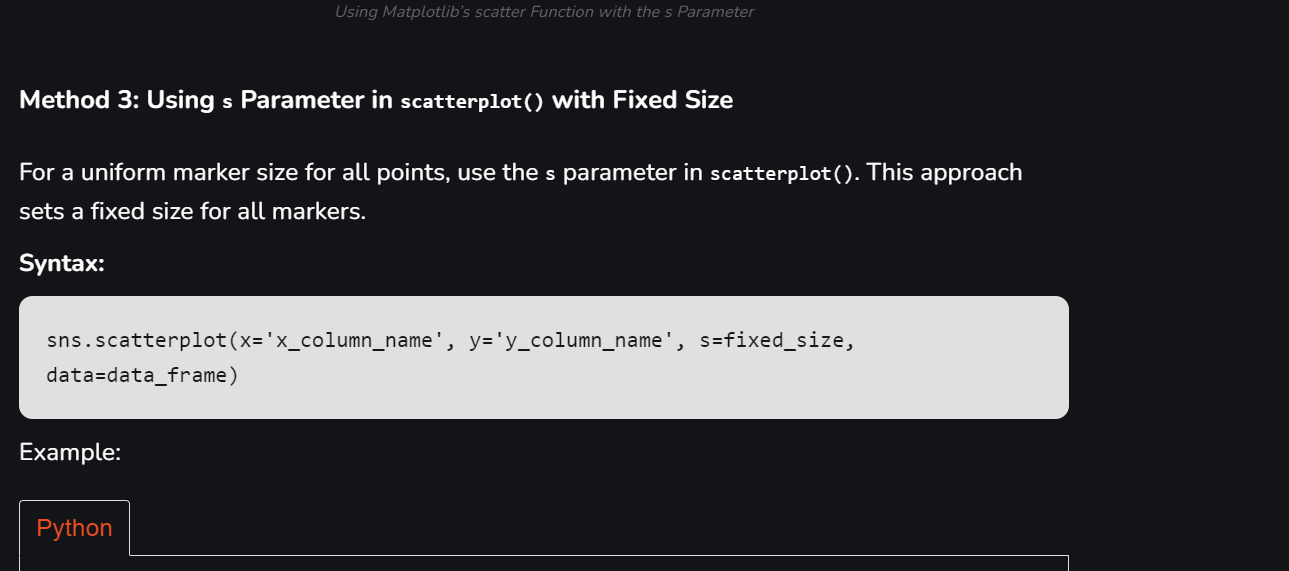 Using Matplotlib's scatter Function with the s Parameter
Method 3: Using s Parameter in scatterplot() with Fixed Size
For a uniform marker size for all points, use the s parameter in scatterplot(). This approach
sets a fixed size for all markers.
Syntax:
sns.scatterplot(x='x_column_name', y='y_column_name', s=fixed_size,
data=data_frame)
Example:
Python